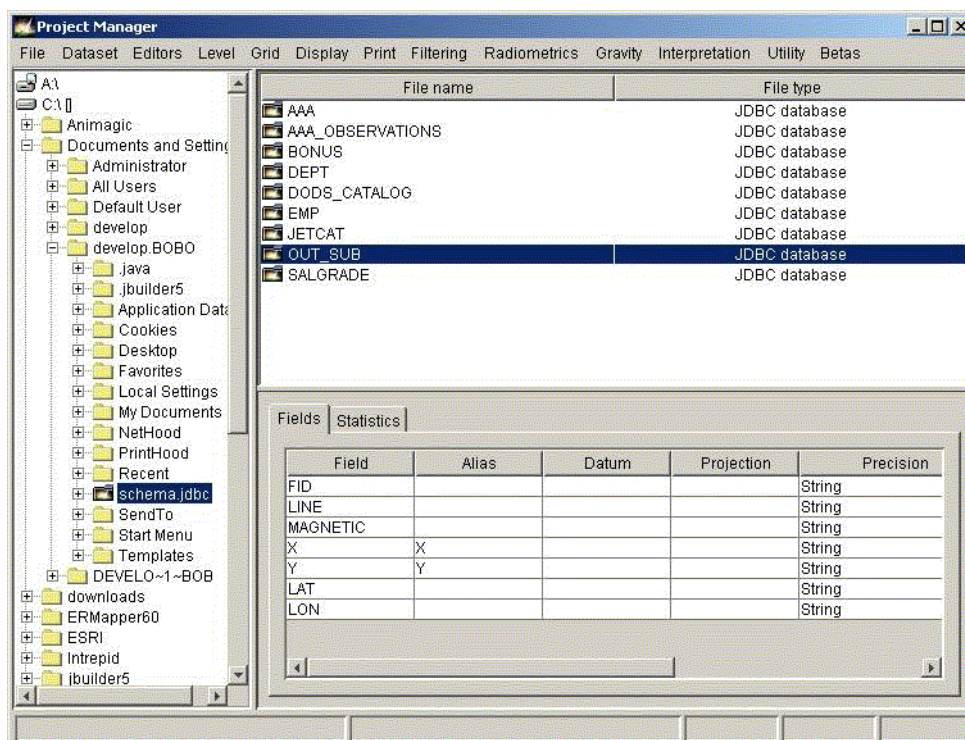 Project Manager
File Dataset Editors Level Grid Display Print Filtering Radiometrics Gravity Interpretation Utility Betas
A:\
C:\ []
Animagic
Documents and Setting
Administrator
All Users
Default User
develop
develop.BOBO
.java
.jbuilder5
Application Data
Cookies
Desktop
Favorites
Local Settings
My Documents
NetHood
PrintHood
Recent
schema.jdbc
SendTo
Start Menu
Templates
DEVELO~1~BOB
downloads
ERMapper60
ESRI
Intrepid
jbuilder5
File name File type
AAA JDBC database
AAA_OBSERVATIONS JDBC database
BONUS JDBC database
DEPT JDBC database
DODS_CATALOG JDBC database
EMP JDBC database
JETCAT JDBC database
OUT_SUB JDBC database
SALGRADE JDBC database
Fields Statistics
Field Alias Datum Projection Precision
FID String
LINE String
MAGNETIC String
X X String
Y Y String
LAT String
LON String